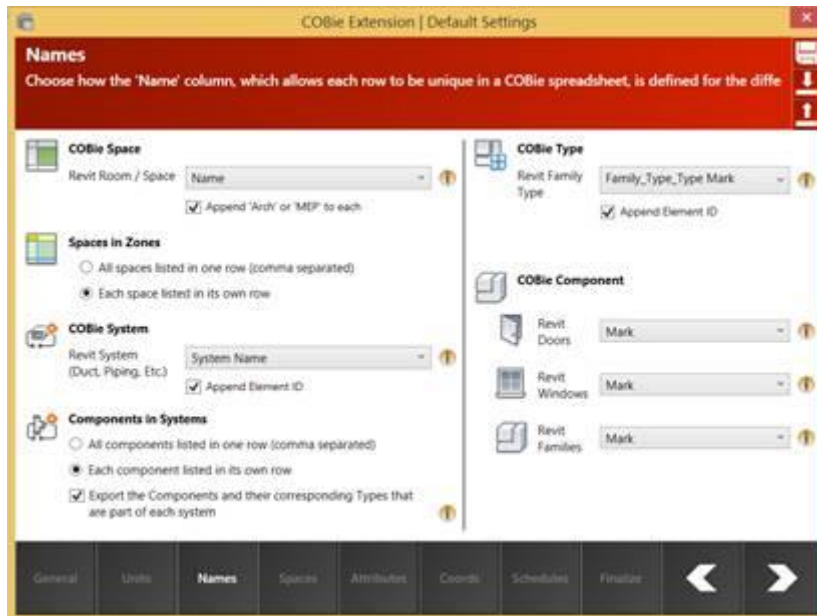 COBie Extension | Default Settings
Names
Choose how the 'Name' column, which allows each row to be unique in a COBie spreadsheet, is defined for the diffe
COBie Space
Revit Room / Space
Name
Append 'Arch' or 'MEP' to each
Spaces in Zones
All spaces listed in one row (comma separated)
Each space listed in its own row
COBie System
Revit System
(Duct, Piping, Etc.)
System Name
Append Element ID
Components in Systems
All components listed in one row (comma separated)
Each component listed in its own row
Export the Components and their corresponding Types that
are part of each system
COBie Type
Revit Family
Type
Family_Type_Type Mark
Append Element ID
COBie Component
Revit
Doors
Mark
Revit
Windows
Mark
Revit
Families
Mark
General Units Names Spaces Attributes Coords Schedules Finalize